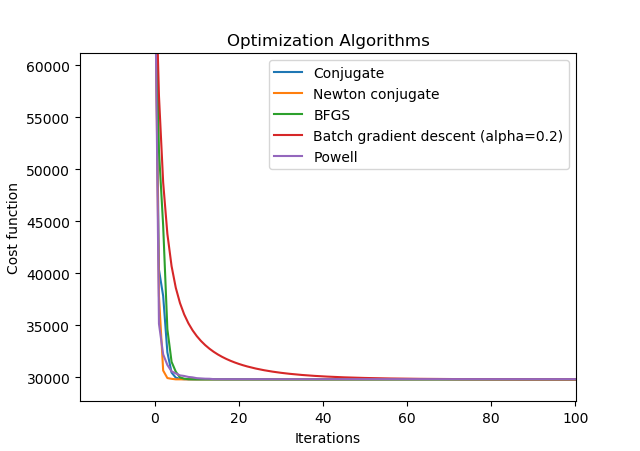 Optimization Algorithms
60000
55000
50000
45000
40000
35000
30000
Cost function
Conjugate
Newton conjugate
BFGS
Batch gradient descent (alpha=0.2)
Powell
0 20 40 60 80 100
Iterations